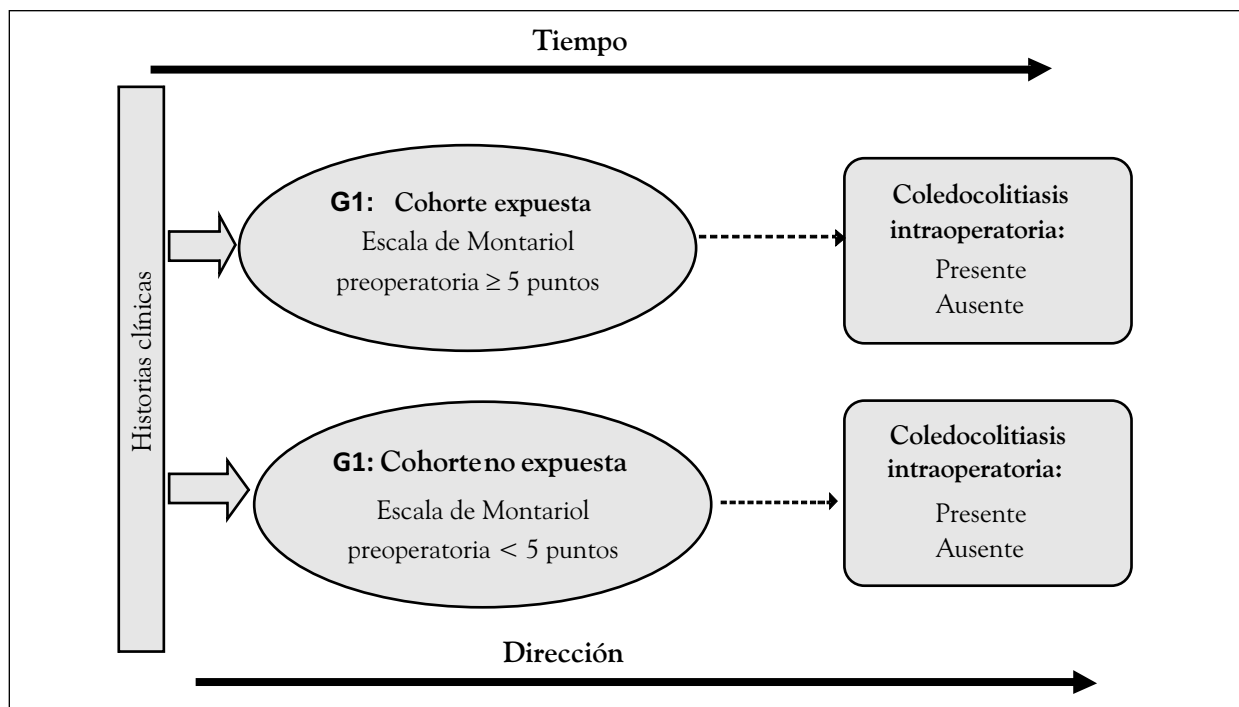 Tiempo
Historias clínicas
G1: Cohorte expuesta
Escala de Montariol
preoperatoria ≥ 5 puntos
Coledocolitiasis
intraoperatoria:
Presente
Ausente
G1: Cohorte no expuesta
Escala de Montariol
preoperatoria < 5 puntos
Coledocolitiasis
intraoperatoria:
Presente
Ausente
Dirección